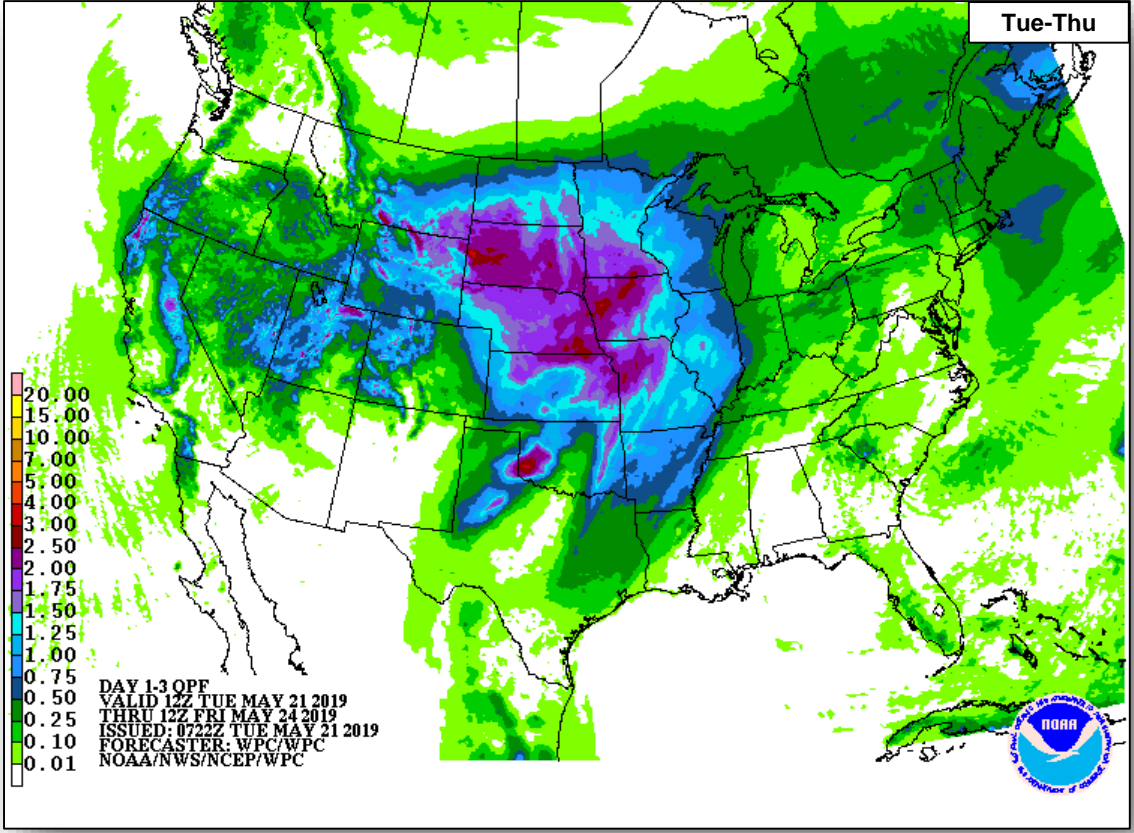 Tue-Thu
20.00
15.00
10.00
7.00
5.00
4.00
3.00
2.50
2.00
1.75
1.50
1.25
1.00
0.75
0.50
0.25
0.10
0.01
DAY 1-3 QPF
VALID 12Z TUE MAY 21 2019
THRU 12Z FRI MAY 24 2019
ISSUED: 0722Z TUE MAY 21 2019
FORECASTER: WPC/WPC
NOAA/NWS/NCEP/WPC
NOAA